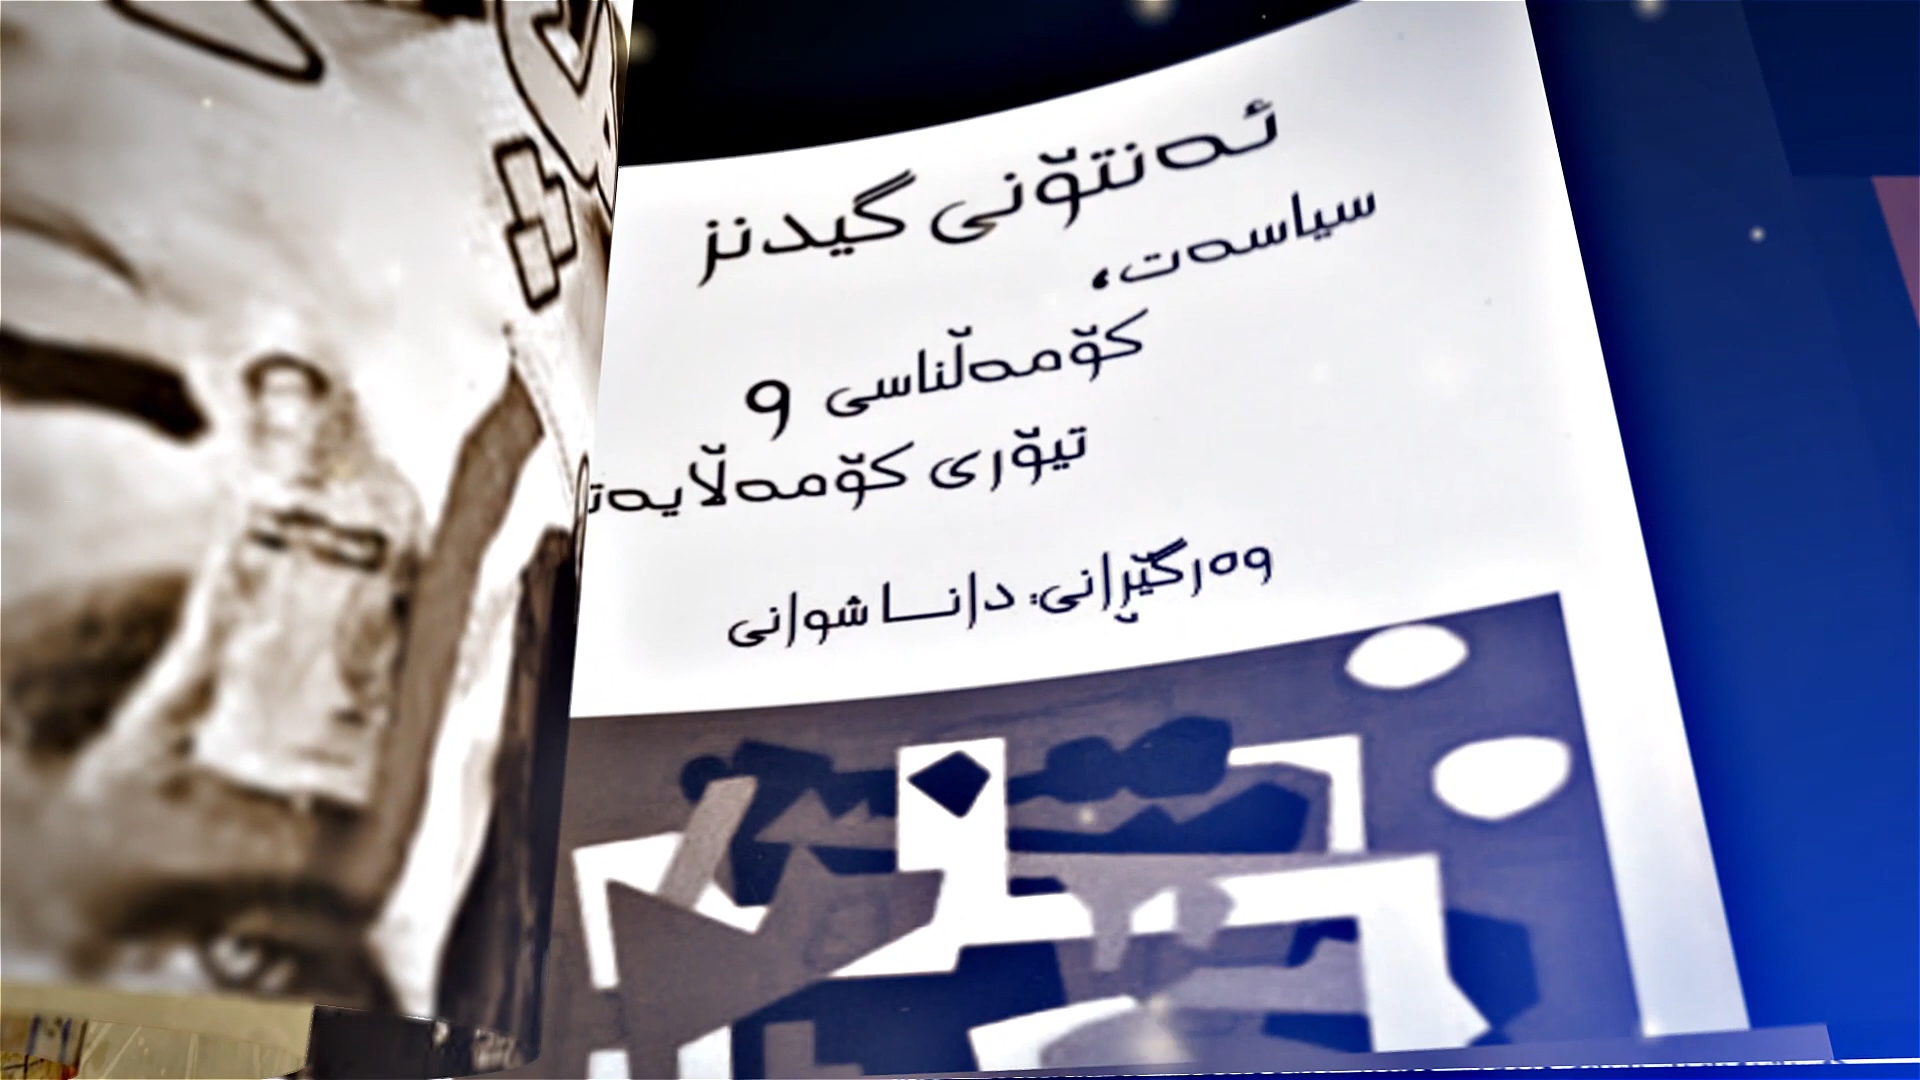 ئەنتۆنی گیدنز
سیاسەت،
کۆمەڵناسی و
تیۆری کۆمەڵایەتی
وەرگێڕانی: دانا شوانی